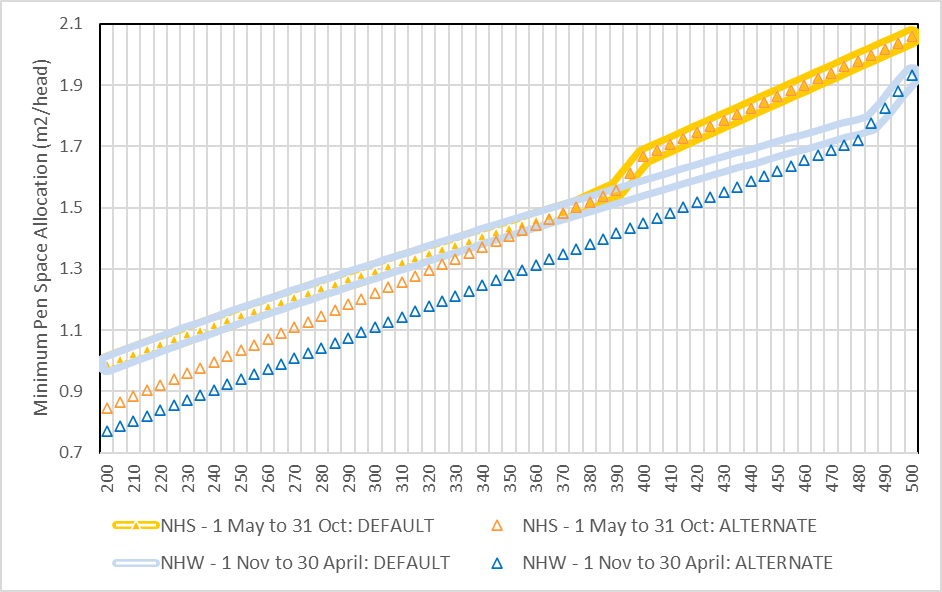 Minimum Pen Space Allocation (m2/head)
2.1
1.9
1.7
1.5
1.3
1.1
0.9
0.7
200 210 220 230 240 250 260 270 280 290 300 310 320 330 340 350 360 370 380 390 400 410 420 430 440 450 460 470 480 490 500
NHS - 1 May to 31 Oct: DEFAULT NHS - 1 May to 31 Oct: ALTERNATE
NHW - 1 Nov to 30 April: DEFAULT NHW - 1 Nov to 30 April: ALTERNATE